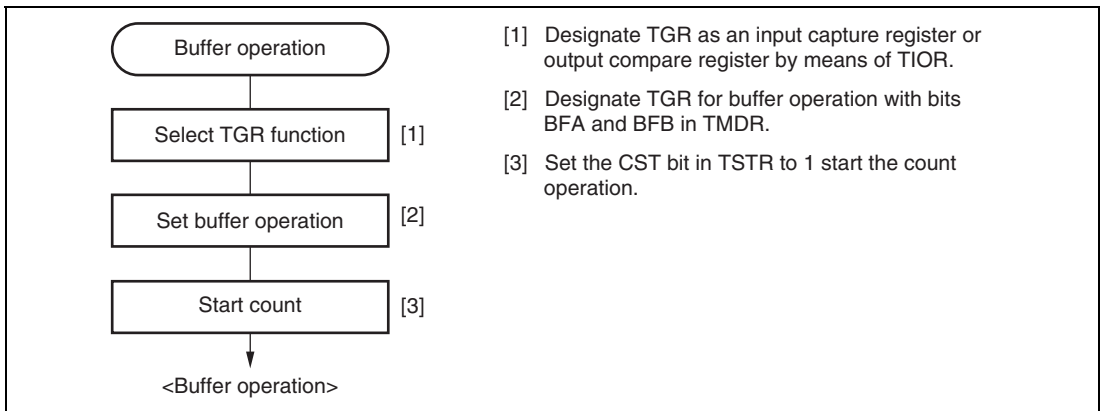 Buffer operation
Select TGR function
[1]
Set buffer operation
[2]
Start count
[3]
<Buffer operation>
[1] Designate TGR as an input capture register or
output compare register by means of TIOR.
[2] Designate TGR for buffer operation with bits
BFA and BFB in TMDR.
[3] Set the CST bit in TSTR to 1 start the count
operation.